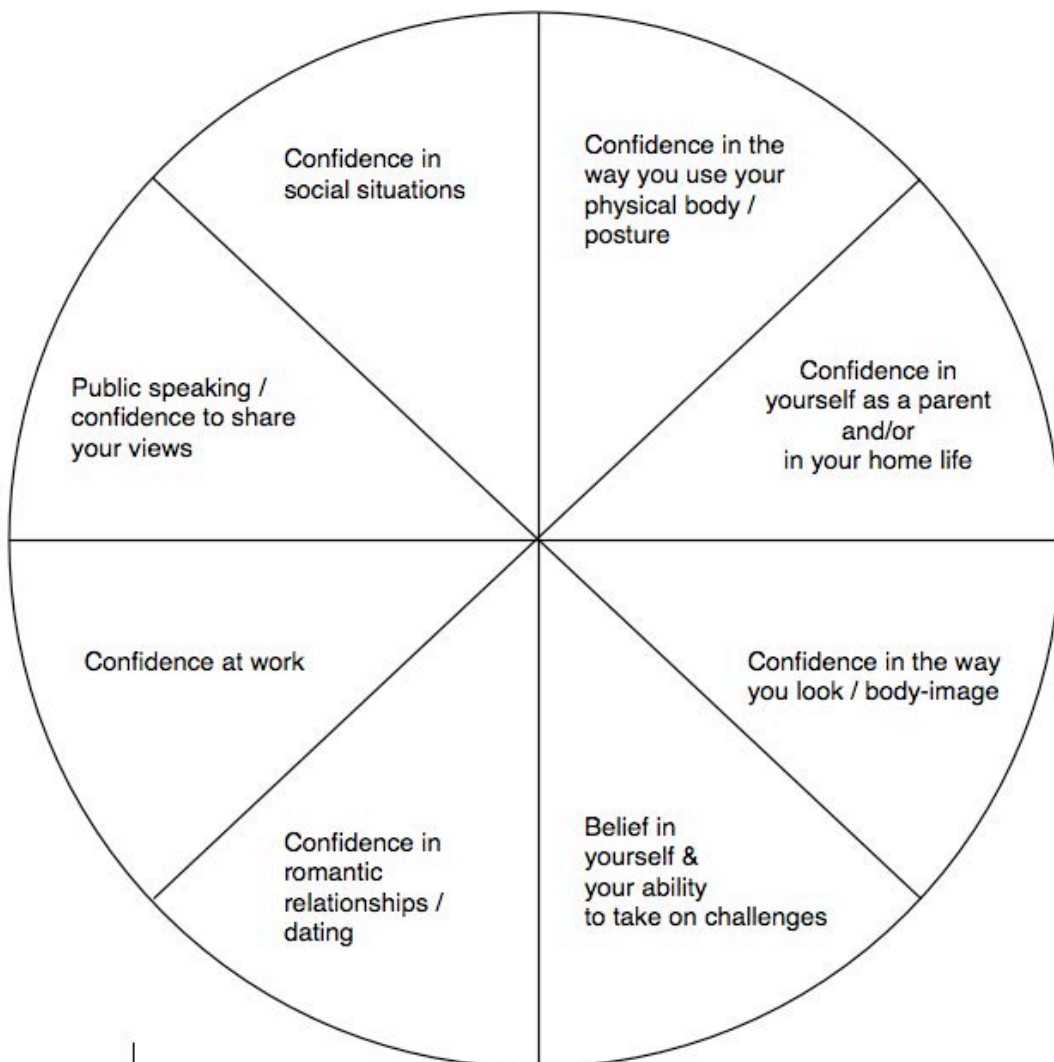 Confidence in
social situations
Confidence in the
way you use your
physical body /
posture
Public speaking /
confidence to share
your views
Confidence in
yourself as a parent
and/or
in your home life
Confidence at work
Confidence in the way
you look / body-image
Confidence in
romantic
relationships /
dating
Belief in
yourself &
your ability
to take on challenges